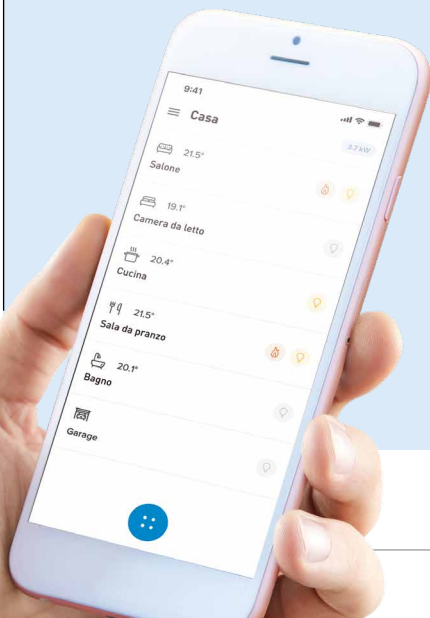 9:41
Casa
3.7 kW
21.5°
Salone
19.1°
Camera da letto
20.4°
Cucina
21.5°
Sala da pranzo
20.1°
Bagno
Garage